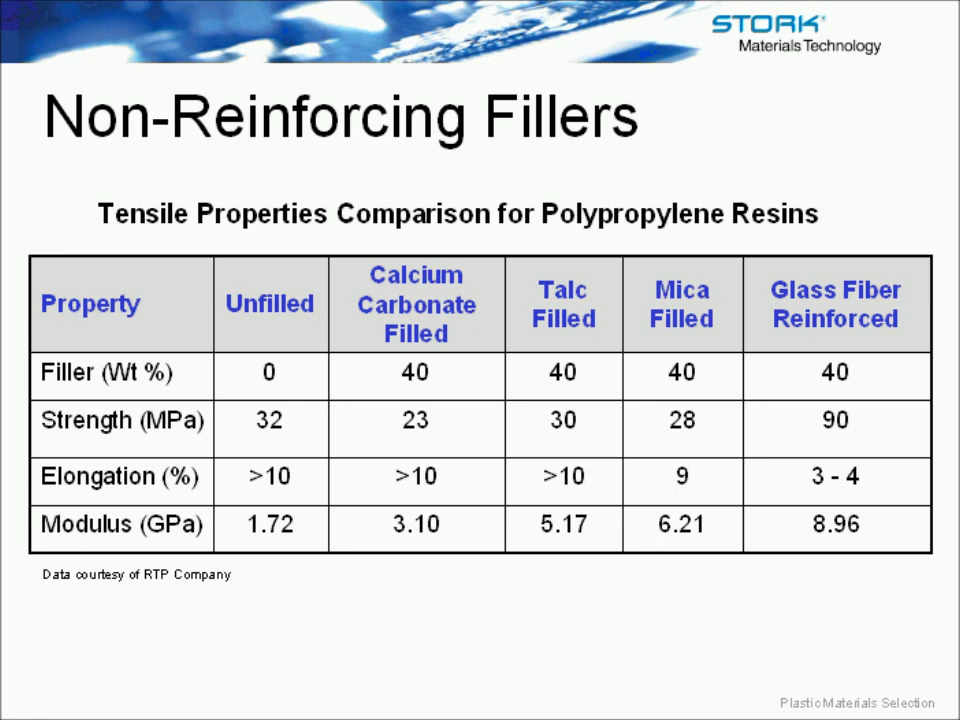 STORK
Materials Technology
Non-Reinforcing Fillers
Tensile Properties Comparison for Polypropylene Resins
Property Unfilled Calcium Carbonate Filled Talc Filled Mica Filled Glass Fiber Reinforced
Filler (Wt %) 0 40 40 40 40
Strength (MPa) 32 23 30 28 90
Elongation (%) >10 >10 >10 9 3 - 4
Modulus (GPa) 1.72 3.10 5.17 6.21 8.96
Data courtesy of RTP Company
Plastic Materials Selection